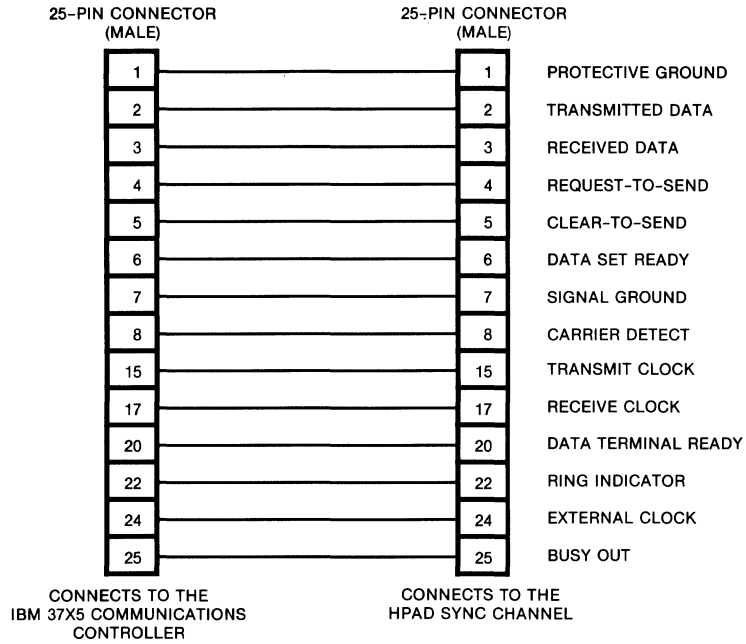 25-PIN CONNECTOR 25-PIN CONNECTOR
(MALE) (MALE)
1 1 PROTECTIVE GROUND
2 2 TRANSMITTED DATA
3 3 RECEIVED DATA
4 4 REQUEST-TO-SEND
5 5 CLEAR-TO-SEND
6 6 DATA SET READY
7 7 SIGNAL GROUND
8 8 CARRIER DETECT
15 15 TRANSMIT CLOCK
17 17 RECEIVE CLOCK
20 20 DATA TERMINAL READY
22 22 RING INDICATOR
24 24 EXTERNAL CLOCK
25 25 BUSY OUT
CONNECTS TO THE
IBM 37X5 COMMUNICATIONS
CONTROLLER
CONNECTS TO THE
HPAD SYNC CHANNEL